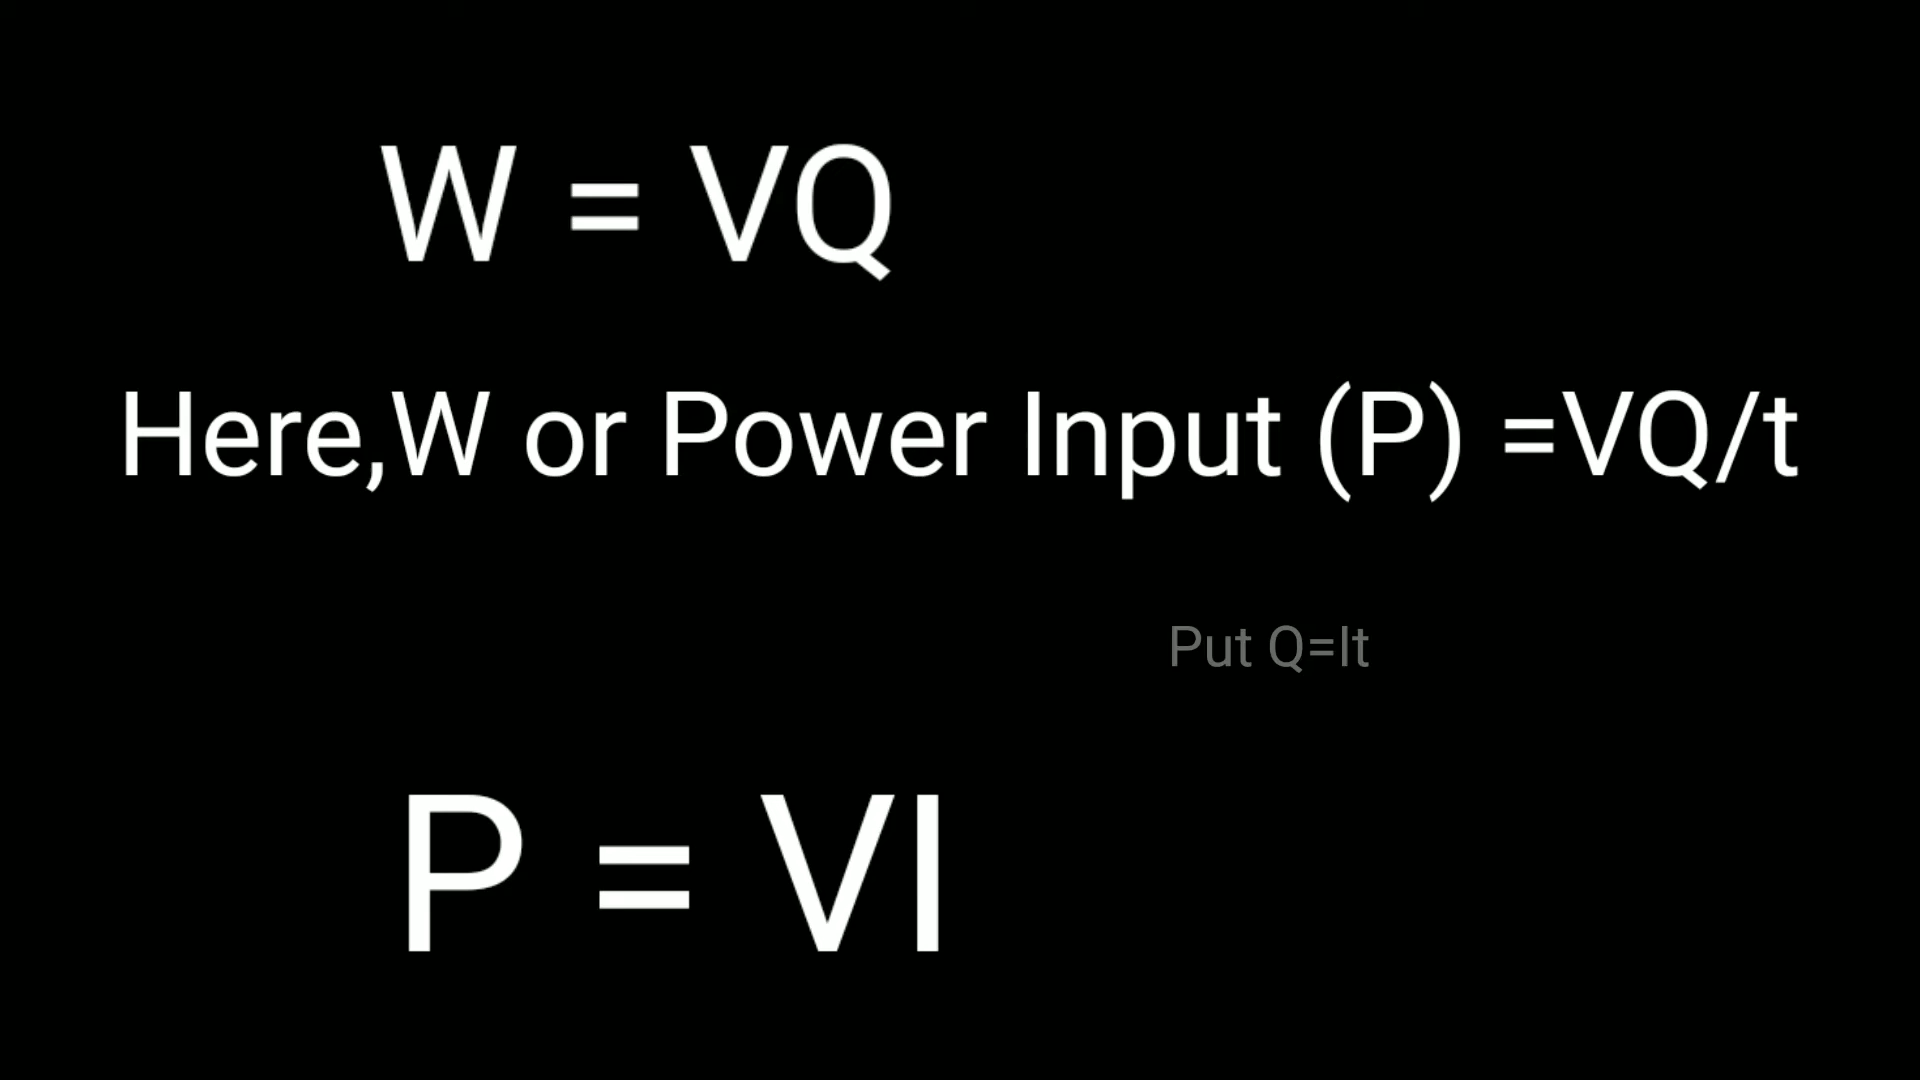 W = VQ
Here,W or Power Input (P) =VQ/t
Put Q=It
P = VI